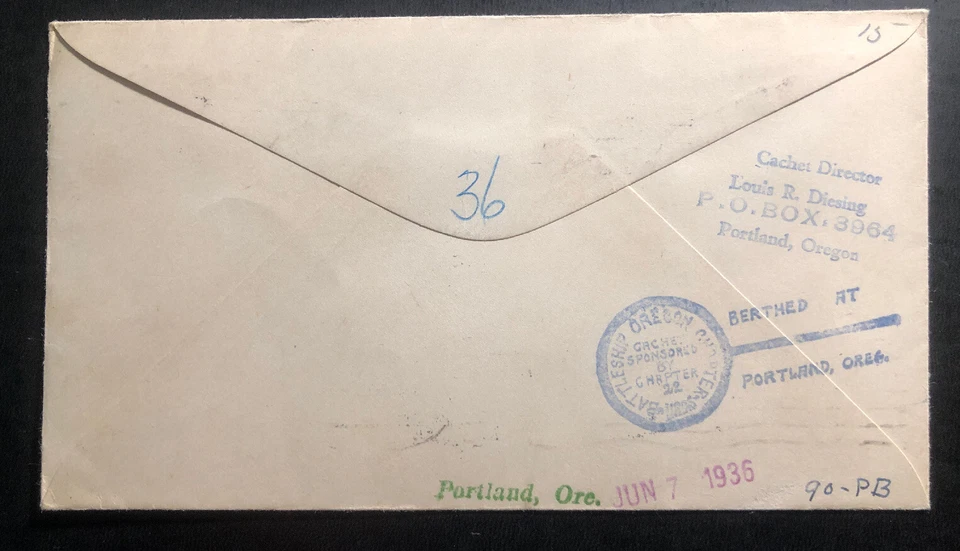 15
36
Cachet Director
Louis R. Diesing
P.O.BOX. 3964
Portland, Oregon
BERTHED AT
PORTLAND, OREG.
BATTLESHIP OREGON CHAPTER
CACHET
SPONSORED
BY
CHAPTER
22
Portland, Ore. JUN 7 1936
90-PB